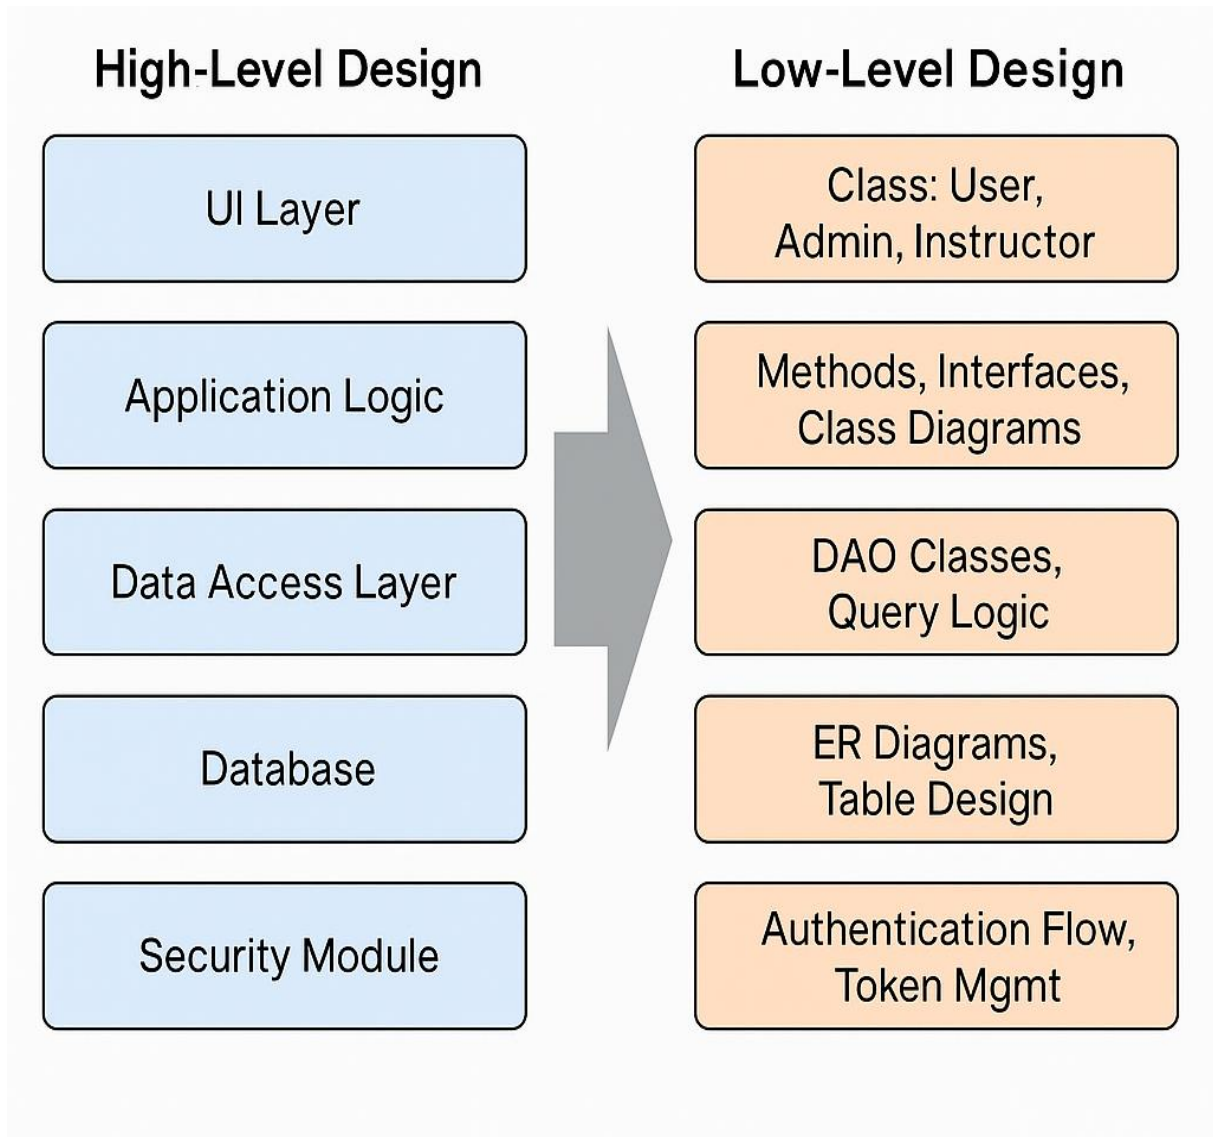 High-Level Design
UI Layer
Application Logic
Data Access Layer
Database
Security Module
Low-Level Design
Class: User,
Admin, Instructor
Methods, Interfaces,
Class Diagrams
DAO Classes,
Query Logic
ER Diagrams,
Table Design
Authentication Flow,
Token Mgmt